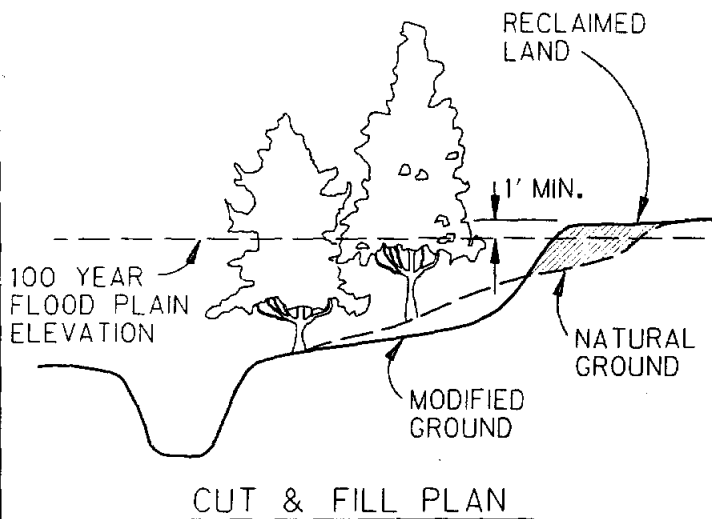 RECLAIMED
LAND
1' MIN.
100 YEAR
FLOOD PLAIN
ELEVATION
NATURAL
GROUND
MODIFIED
GROUND
CUT & FILL PLAN